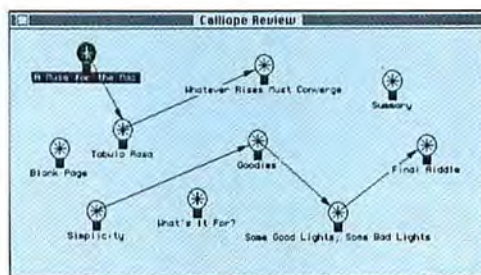 Calliope Review
A Muse for the Mac
Whatever Rises Must Converge
Summary
Tabula Rasa
Blank Page
Goodies
Final Riddle
What's It For?
Simplicity
Some Good Lights, Some Bad Lights